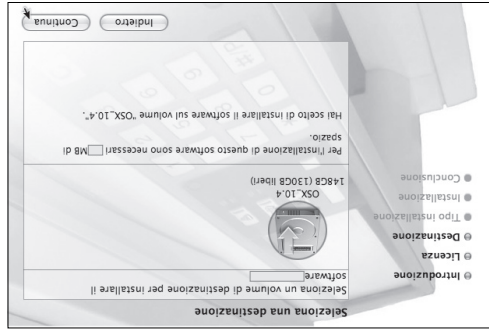 Seleziona una destinazione
Introduzione
Licenza
Destinazione
Tipo installazione
Installazione
Conclusione
Seleziona un volume di destinazione per installare il
software
OSX_10.4
148GB (130GB liberi)
Per l'installazione di questo software sono necessari MB di
spazio.
Hai scelto di installare il software sul volume "OSX_10.4".
Indietro
Continua